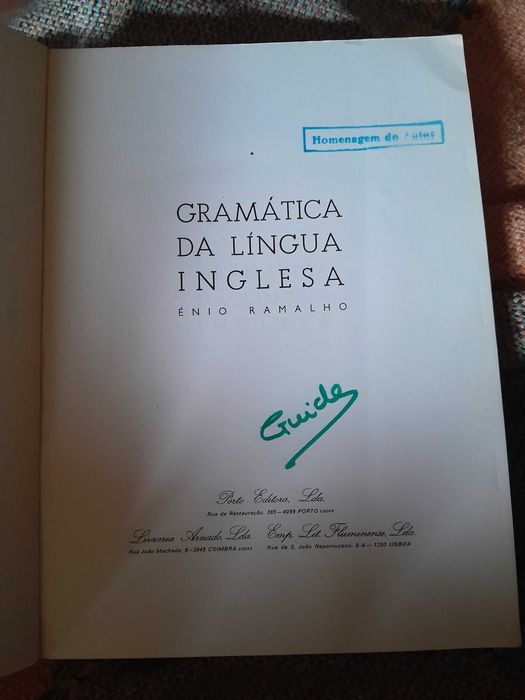 Homenagem do Autor
GRAMÁTICA
DA LÍNGUA
INGLESA
ÉNIO RAMALHO
Guida
Porto Editora, Lda.
Rua da Restauração, 365—4099 PORTO CODEX
Livraria Arnado, Lda. Emp. Lit. Fluminense, Lda.
Rua João Machado, 9-3049 COIMBRA CODEX Rua de S. João Nepomuceno, 8-A—1200 LISBOA